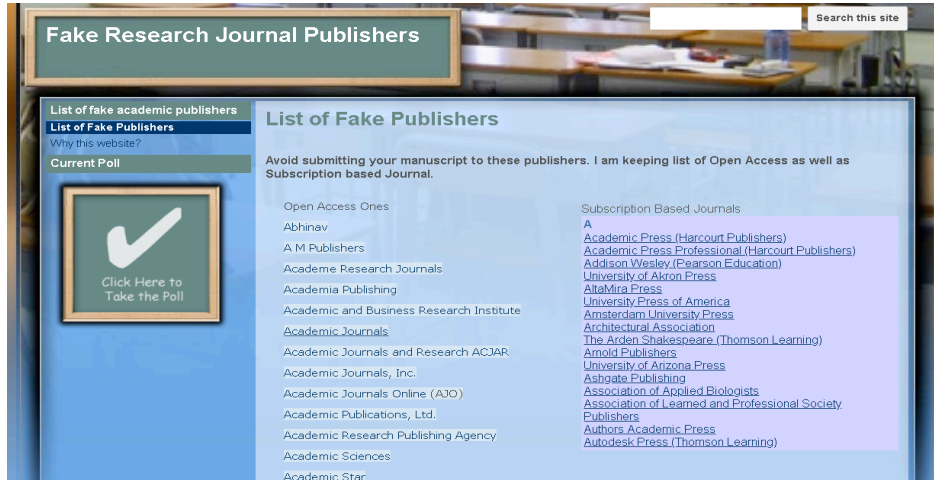 Fake Research Journal Publishers
Search this site
List of fake academic publishers
List of Fake Publishers
Why this website?
Current Poll
Click Here to
Take the Poll
List of Fake Publishers
Avoid submitting your manuscript to these publishers. I am keeping list of Open Access as well as
Subscription based Journal.
Open Access Ones
Abhinav
A M Publishers
Academe Research Journals
Academia Publishing
Academic and Business Research Institute
Academic Journals
Academic Journals and Research ACJAR
Academic Journals, Inc.
Academic Journals Online (AJO)
Academic Publications, Ltd.
Academic Research Publishing Agency
Academic Sciences
Academic Star
Subscription Based Journals
A
Academic Press (Harcourt Publishers)
Academic Press Professional (Harcourt Publishers)
Addison Wesley (Pearson Education)
University of Akron Press
AltaMira Press
University Press of America
Amsterdam University Press
Architectural Association
The Arden Shakespeare (Thomson Learning)
Arnold Publishers
University of Arizona Press
Ashgate Publishing
Association of Applied Biologists
Association of Learned and Professional Society
Publishers
Authors Academic Press
Autodesk Press (Thomson Learning)